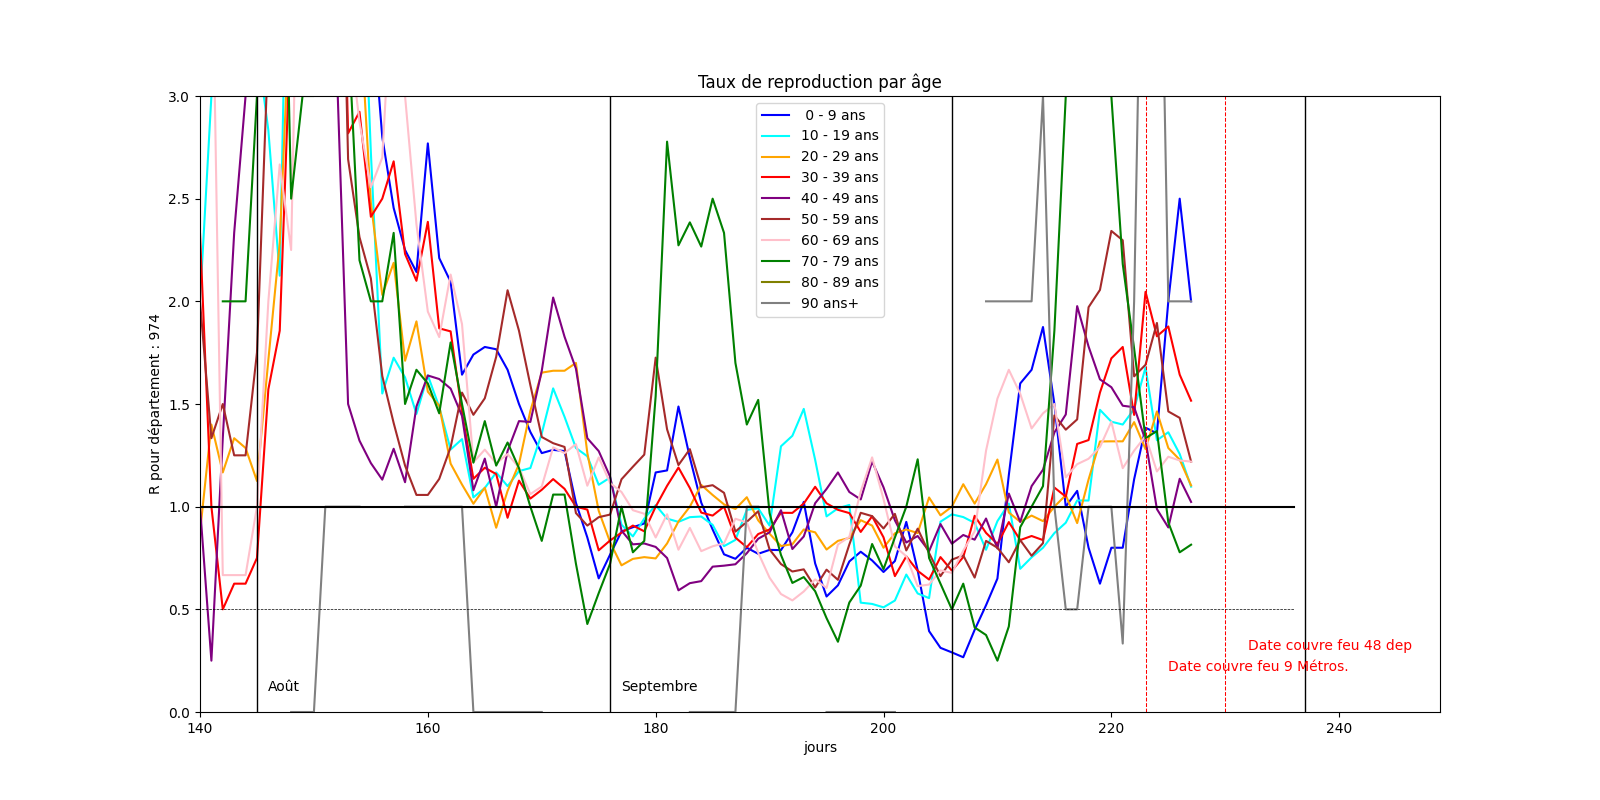 Taux de reproduction par âge
R pour département : 974
3.0
2.5
2.0
1.5
1.0
0.5
0.0
0 - 9 ans
10 - 19 ans
20 - 29 ans
30 - 39 ans
40 - 49 ans
50 - 59 ans
60 - 69 ans
70 - 79 ans
80 - 89 ans
90 ans+
Date couvre feu 48 dep
Date couvre feu 9 Métros.
Août
Septembre
140
160
180
200
220
240
jours